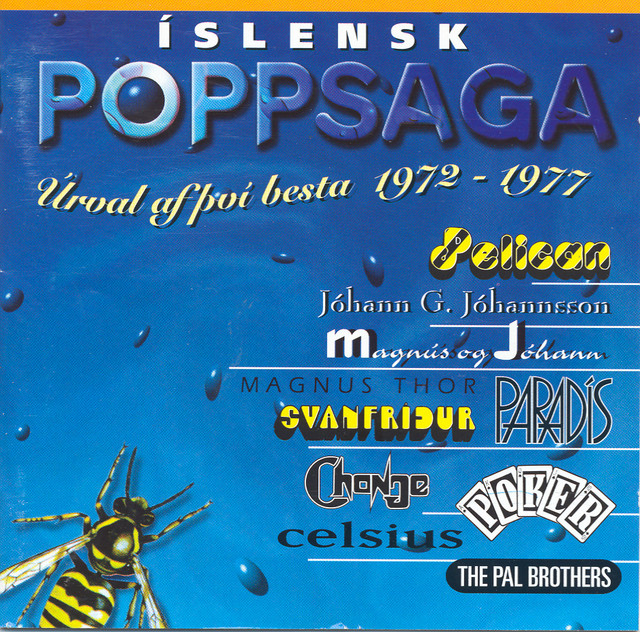 ÍSLENSK
POPPSAGA
Úrval af því besta 1972 - 1977
Pelican
Jóhann G. Jóhannsson
Magnús og Jóhann
MAGNUS THOR
SVANFRIÐUR
PARADÍS
Change
POKER
celsius
THE PAL BROTHERS